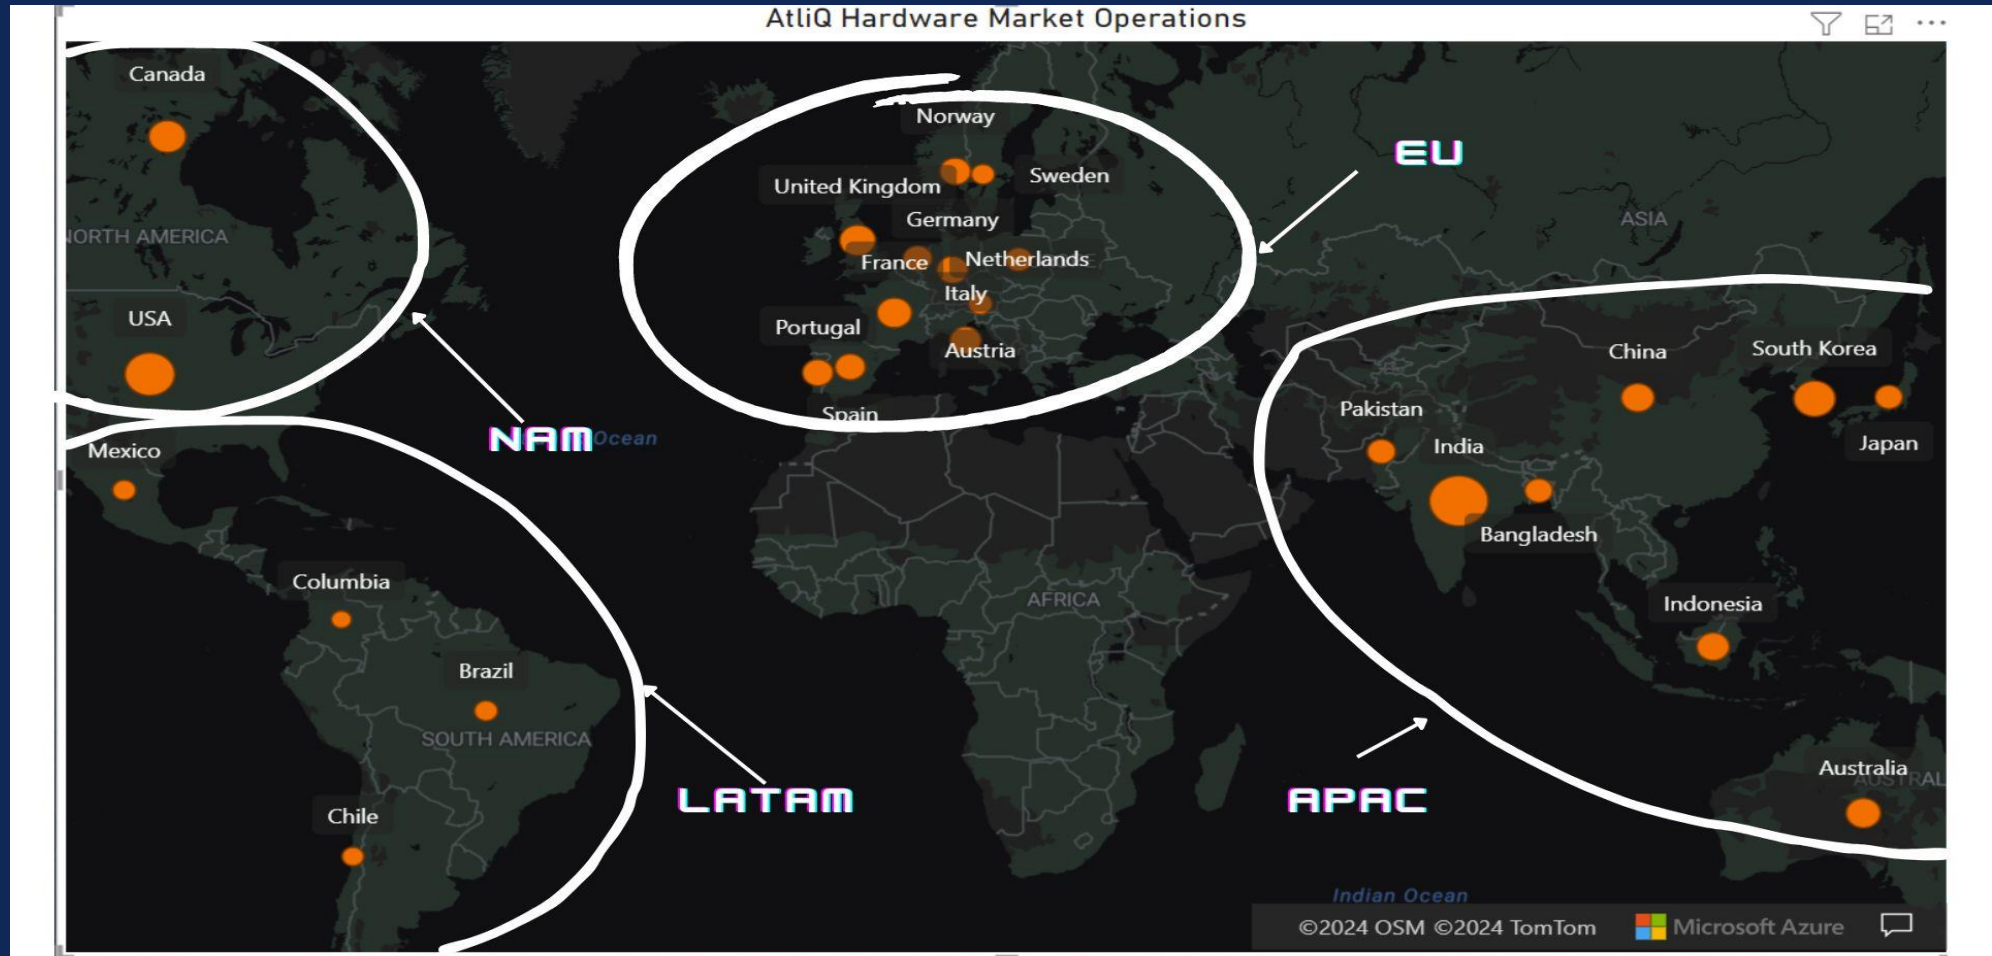 AtliQ Hardware Market Operations
Canada
Norway
EU
United Kingdom
Sweden
Germany
ASIA
NORTH AMERICA
France
Netherlands
Italy
USA
Portugal
Austria
China
South Korea
Spain
Pakistan
NAM
Ocean
India
Japan
Mexico
Bangladesh
Columbia
AFRICA
Indonesia
Brazil
SOUTH AMERICA
Australia
AUSTRAL
LATAM
APAC
Chile
Indian Ocean
©2024 OSM ©2024 TomTom
Microsoft Azure